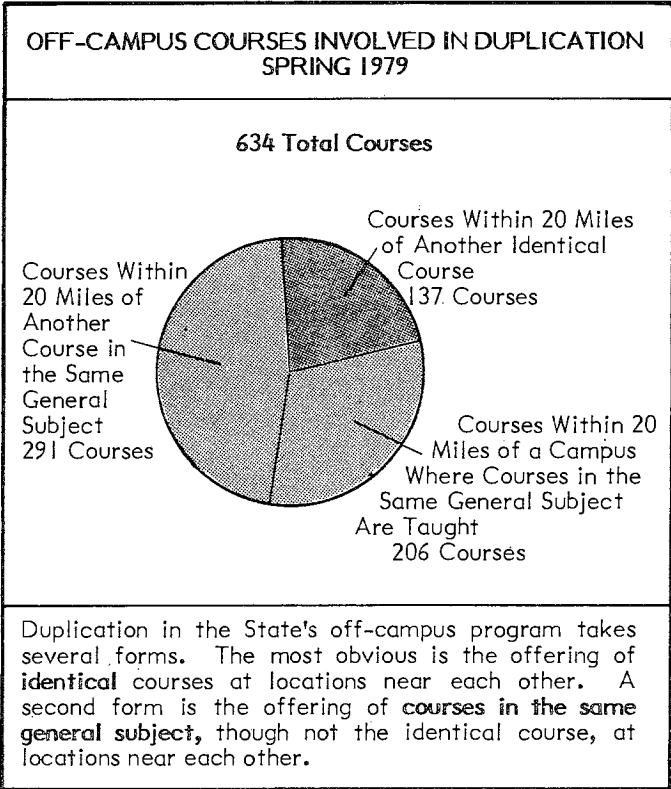 OFF-CAMPUS COURSES INVOLVED IN DUPLICATION
SPRING 1979
634 Total Courses
Courses Within 20 Miles
of Another Identical
Course
137 Courses
Courses Within
20 Miles of
Another
Course in
the Same
General
Subject
291 Courses
Courses Within 20
Miles of a Campus
Where Courses in the
Same General Subject
Are Taught
206 Courses
Duplication in the State's off-campus program takes
several forms. The most obvious is the offering of
identical courses at locations near each other. A
second form is the offering of courses in the same
general subject, though not the identical course, at
locations near each other.